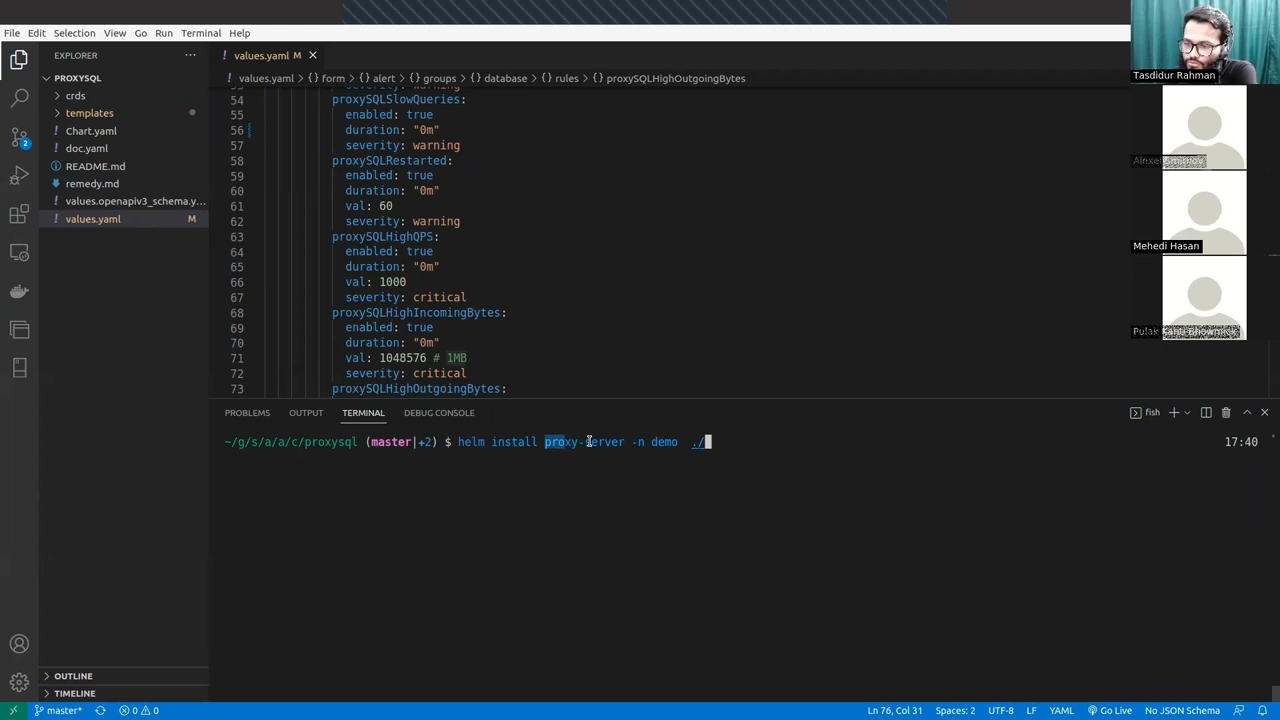 File Edit Selection View Go Run Terminal Help
EXPLORER
PROXYSQL
crds
templates
Chart.yaml
doc.yaml
README.md
remedy.md
values.openapiv3_schema.y...
values.yaml M
OUTLINE
TIMELINE
2
values.yaml M
values.yaml > {} form > {} alert > {} groups > {} database > {} rules > {} proxySQLHighOutgoingBytes
54 proxySQLSlowQueries:
55 enabled: true
56 duration: "0m"
57 severity: warning
58 proxySQLRestarted:
59 enabled: true
60 duration: "0m"
61 val: 60
62 severity: warning
63 proxySQLHighQPS:
64 enabled: true
65 duration: "0m"
66 val: 1000
67 severity: critical
68 proxySQLHighIncomingBytes:
69 enabled: true
70 duration: "0m"
71 val: 1048576 # 1MB
72 severity: critical
73 proxySQLHighOutgoingBytes:
PROBLEMS OUTPUT TERMINAL DEBUG CONSOLE
fish
~/g/s/a/a/c/proxysql (master|+2) $ helm install proxy-server -n demo ./
17:40
Tasdidur Rahman
Mehedi Hasan
master* 0 0
Ln 76, Col 31 Spaces: 2 UTF-8 LF YAML Go Live No JSON Schema